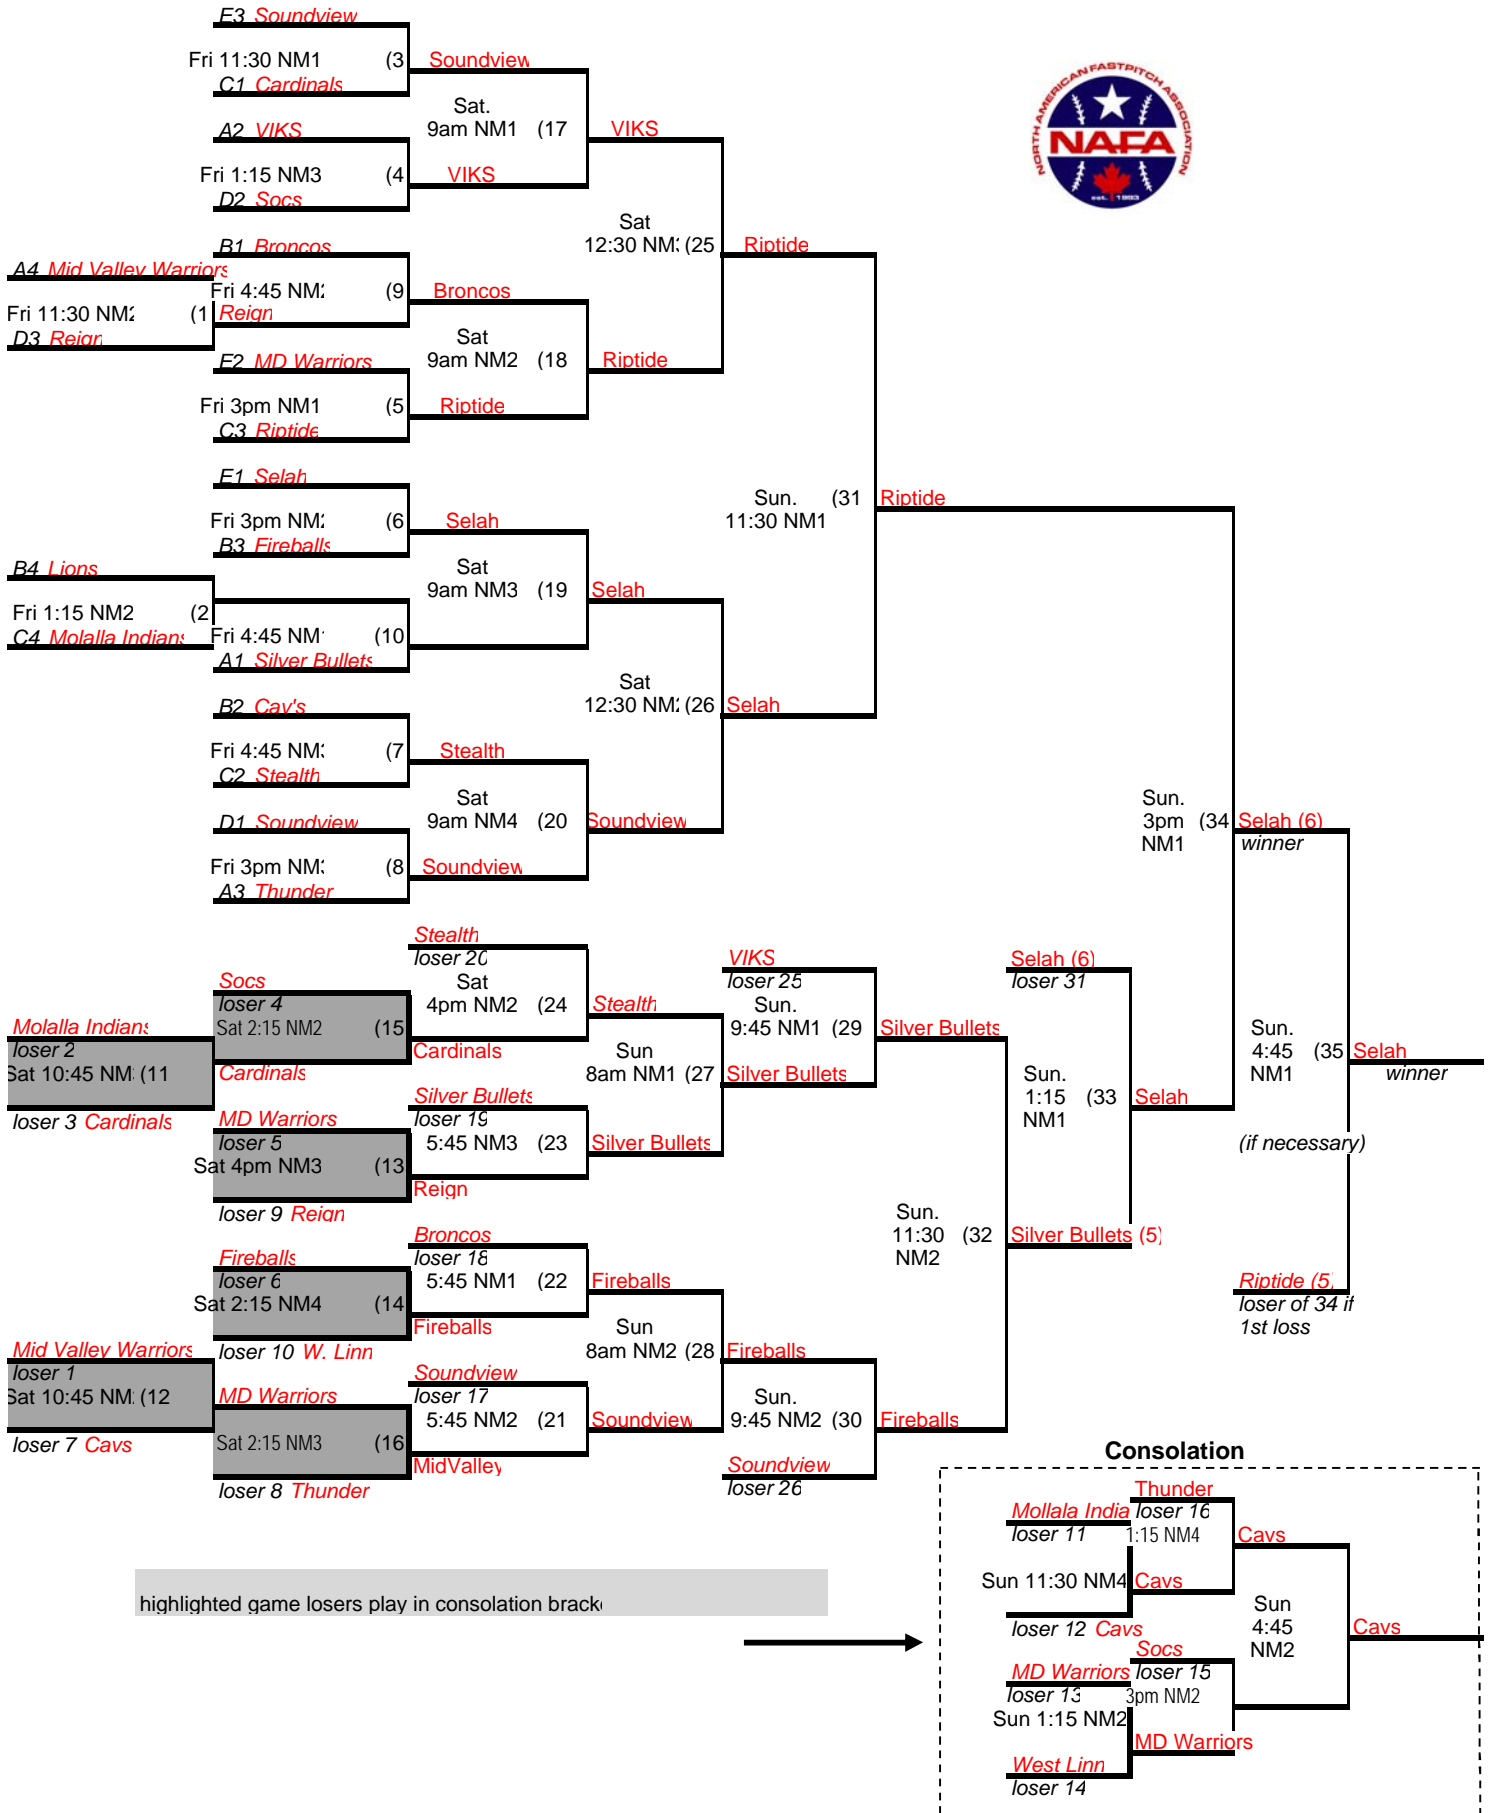 E3 Soundview
Fri 11:30 NM1 (3 Soundview
C1 Cardinals
NORTH AMERICAN FASTPITCH ASSOCIATION
NAFA
est. 1993
Sat.
9am NM1 (17 VIKS
A2 VIKS
Fri 1:15 NM3 (4 VIKS
D2 Socs
Sat
12:30 NM (25 Riptide
B1 Broncos
A4 Mid Valley Warriors
Fri 4:45 NM (9 Broncos
Fri 11:30 NM2 (1 Reign
D3 Reign
Sat
9am NM2 (18 Riptide
E2 MD Warriors
Fri 3pm NM1 (5 Riptide
C3 Riptide
E1 Selah
Sun. (31 Riptide
11:30 NM1
Fri 3pm NM2 (6 Selah
B3 Fireballs
B4 Lions
Sat
9am NM3 (19 Selah
Fri 1:15 NM2 (2
C4 Molalla Indians
Fri 4:45 NM (10
A1 Silver Bullets
Sat
12:30 NM (26 Selah
B2 Cav's
Fri 4:45 NM (7 Stealth
C2 Stealth
Sat
9am NM4 (20 Soundview
D1 Soundview
Sun.
3pm (34 Selah (6)
NM1 winner
Fri 3pm NM (8 Soundview
A3 Thunder
Stealth
loser 20
VIKS
loser 25
Selah (6)
loser 31
Socs
loser 4
Sat
4pm NM2 (24 Stealth
Sun.
9:45 NM1 (29 Silver Bullets
Sat 2:15 NM2 (15 Cardinals
Molalla Indians
loser 2
Sat 10:45 NM (11 Cardinals
loser 3 Cardinals
Sun
8am NM1 (27 Silver Bullets
Sun.
1:15 (33 Selah
NM1
Sun.
4:45 (35 Selah
NM1 winner
MD Warriors
loser 5
Silver Bullets
loser 19
5:45 NM3 (23 Silver Bullets
(if necessary)
Sat 4pm NM3 (13 Reign
loser 9 Reign
Sun.
11:30 (32 Silver Bullets (5)
NM2
Fireballs
loser 6
Broncos
loser 18
5:45 NM1 (22 Fireballs
Riptide (5)
loser of 34 if
1st loss
Sat 2:15 NM4 (14 Fireballs
loser 10 W. Linn
Sun
8am NM2 (28 Fireballs
Mid Valley Warriors
loser 1
Sat 10:45 NM (12 MD Warriors
loser 7 Cavs
Soundview
loser 17
5:45 NM2 (21 Soundview
Sun.
9:45 NM2 (30 Fireballs
Sat 2:15 NM3 (16 MidValley
loser 8 Thunder
Soundview
loser 26
Consolation
Thunder
loser 16
Mollala India
loser 11
1:15 NM4 Cavs
Sun 11:30 NM4 Cavs
loser 12 Cavs
highlighted game losers play in consolation brack
Sun
4:45 Cavs
NM2
Socs
loser 15
MD Warriors
loser 13
3pm NM2
Sun 1:15 NM2 MD Warriors
West Linn
loser 14